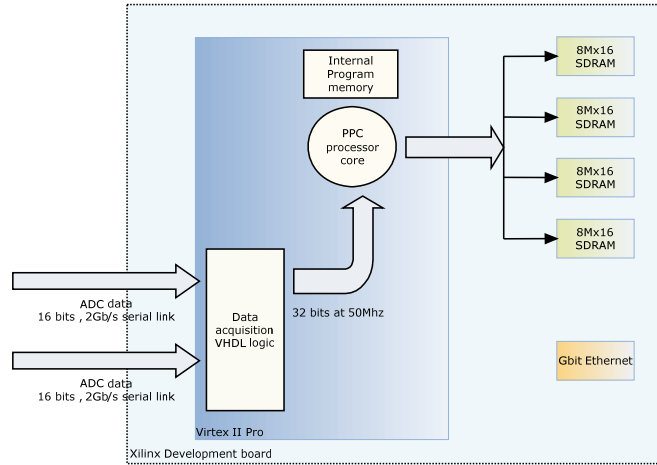 Internal
Program
memory
PPC
processor
core
8Mx16
SDRAM
8Mx16
SDRAM
8Mx16
SDRAM
8Mx16
SDRAM
ADC data
16 bits , 2Gb/s serial link
Data
acquisition
VHDL logic
32 bits at 50Mhz
ADC data
16 bits , 2Gb/s serial link
Gbit Ethernet
Virtex II Pro
Xilinx Development board